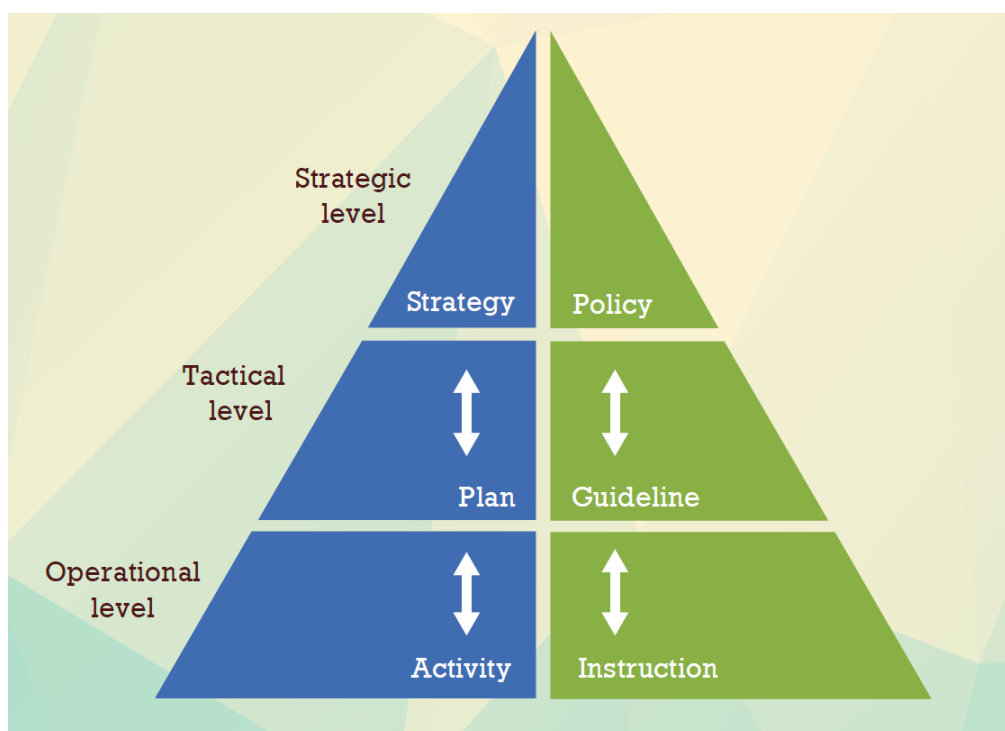 Strategic
level
Strategy
Policy
Tactical
level
Plan
Guideline
Operational
level
Activity
Instruction